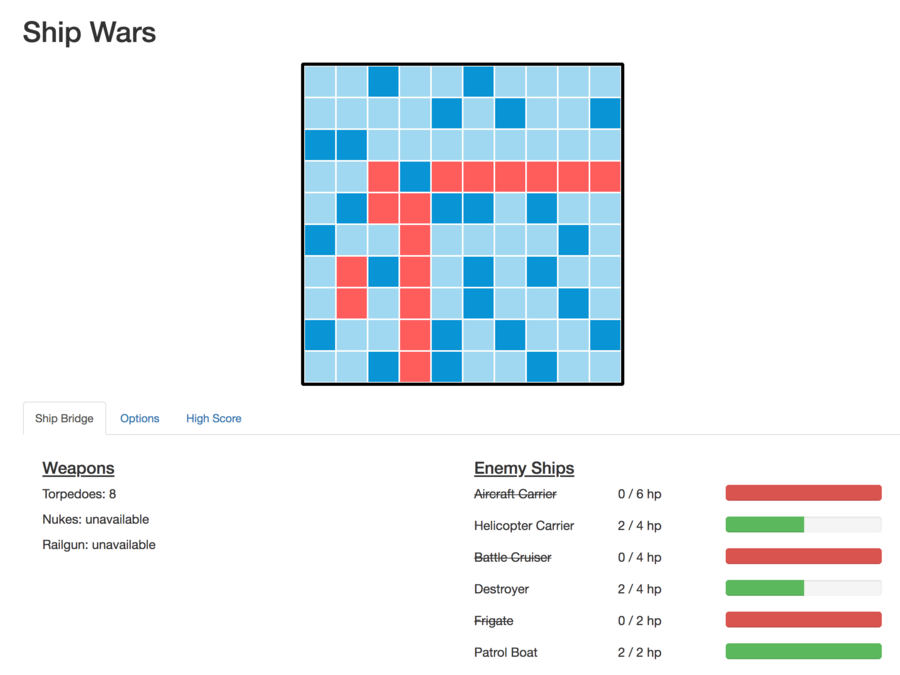 Ship Wars
Ship Bridge Options High Score
Weapons
Torpedoes: 8
Nukes: unavailable
Railgun: unavailable
Enemy Ships
Aircraft Carrier 0 / 6 hp
Helicopter Carrier 2 / 4 hp
Battle Cruiser 0 / 4 hp
Destroyer 2 / 4 hp
Frigate 0 / 2 hp
Patrol Boat 2 / 2 hp